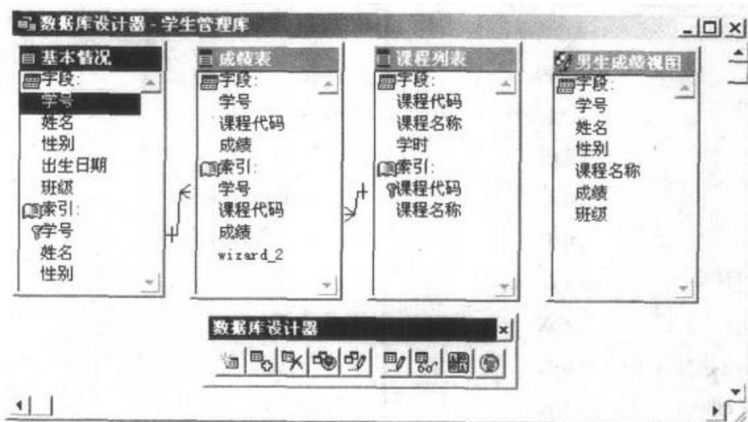 数据库设计器 - 学生管理库
基本情况
字段:
学号
姓名
性别
出生日期
班级
索引:
学号
姓名
性别
成绩表
字段:
学号
课程代码
成绩
索引:
学号
课程代码
成绩
wizard_2
课程列表
字段:
课程代码
课程名称
学时
索引:
课程代码
课程名称
男生成绩视图
字段:
学号
姓名
性别
课程名称
成绩
班级
数据库设计器